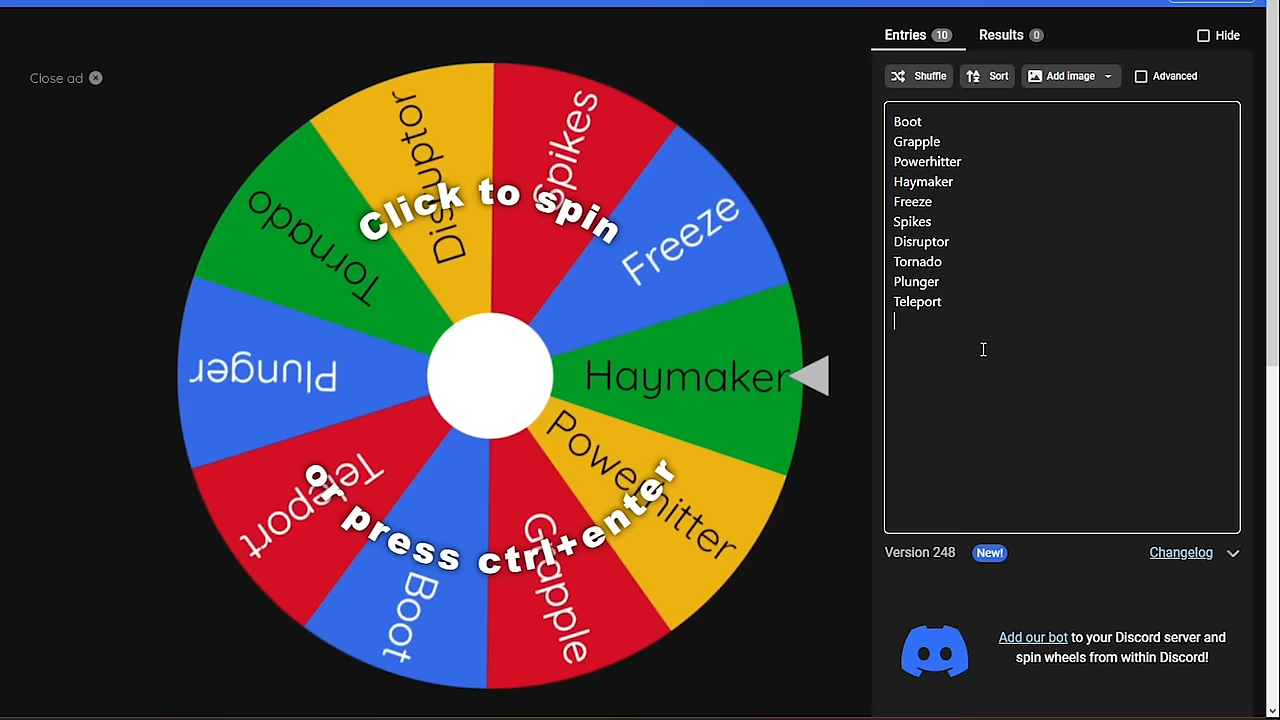 Close ad
Click to spin
or press ctrl+enter
Disruptor
Spikes
Freeze
Haymaker
Powerhitter
Grapple
Boot
Teleport
Plunger
Tornado
Entries 10 Results 0 Hide
Shuffle Sort Add image Advanced
Boot
Grapple
Powerhitter
Haymaker
Freeze
Spikes
Disruptor
Tornado
Plunger
Teleport
Version 248 New! Changelog
Add our bot to your Discord server and
spin wheels from within Discord!